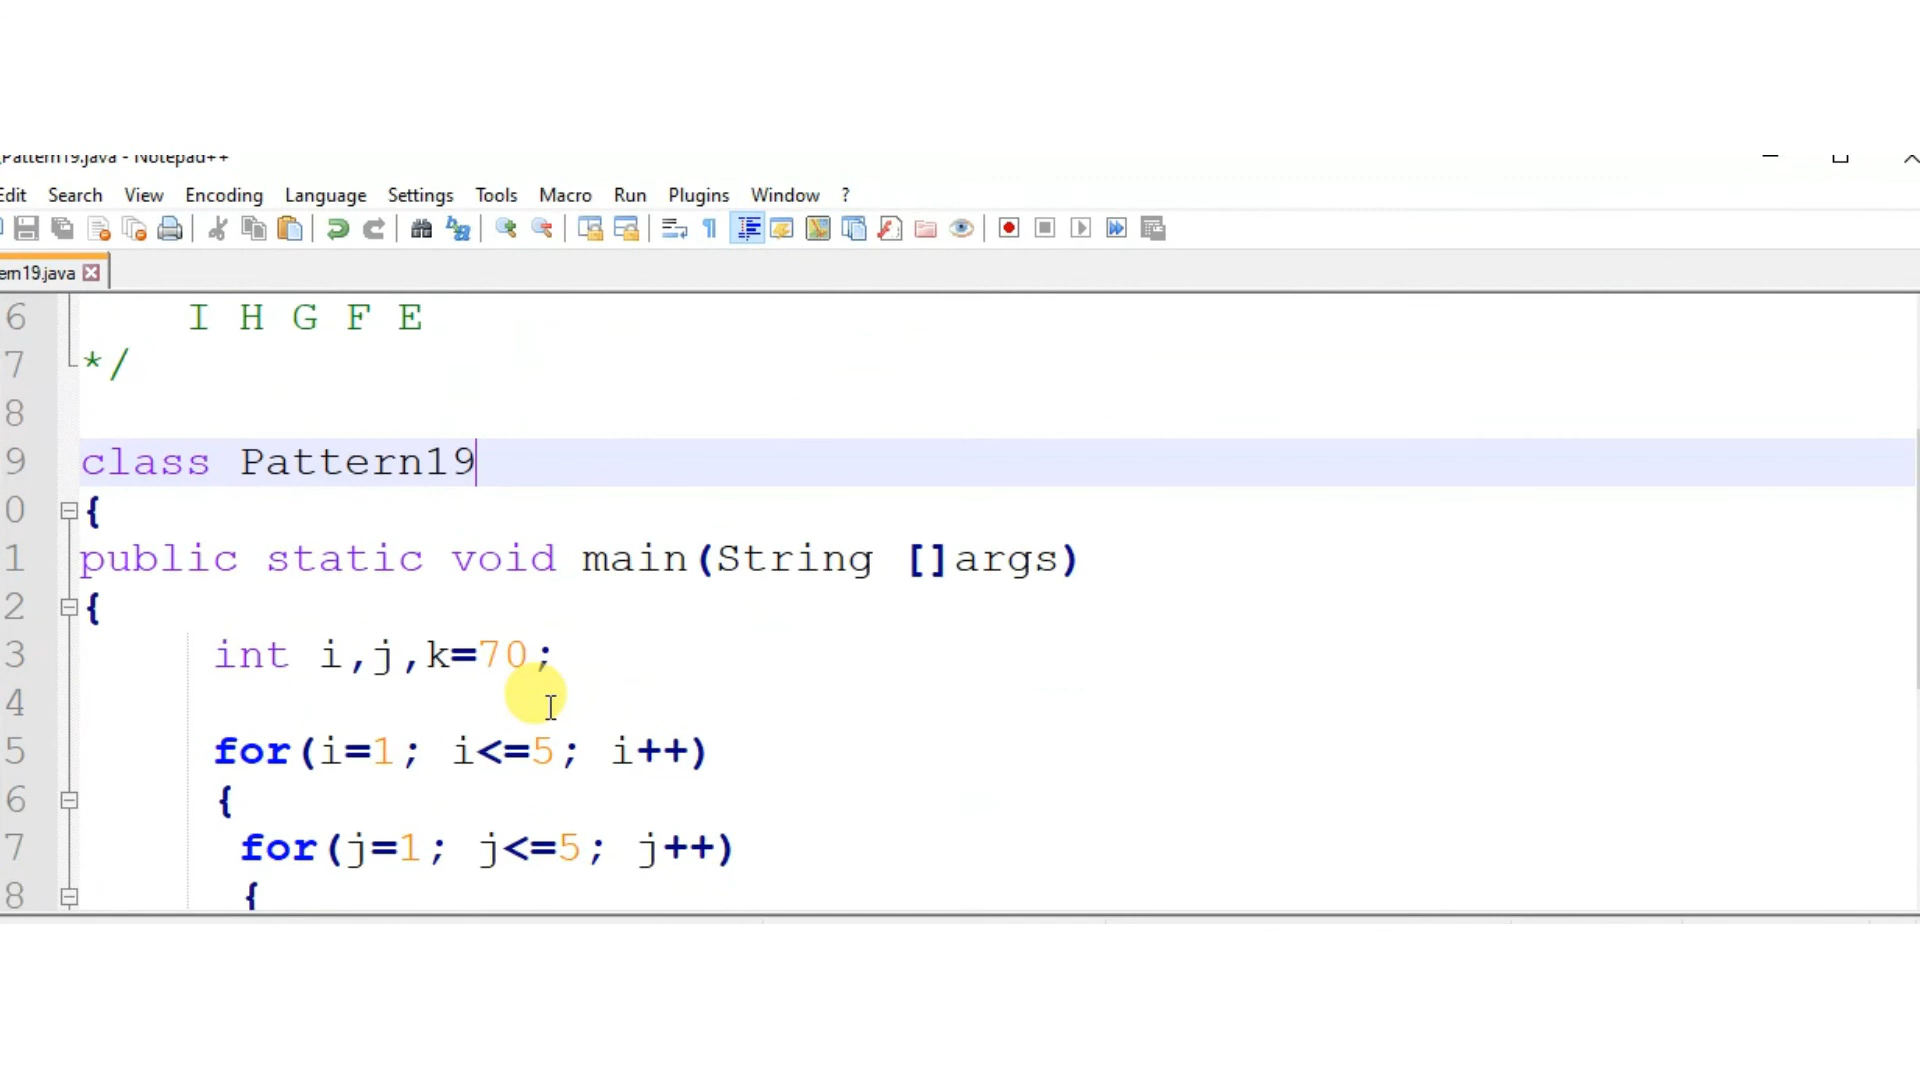 Pattern19.java - Notepad++
Edit Search View Encoding Language Settings Tools Macro Run Plugins Window ?
em19.java
6 I H G F E
7 */
8
9 class Pattern19
0 {
1 public static void main(String []args)
2 {
3 int i,j,k=70;
4
5 for(i=1; i<=5; i++)
6 {
7 for(j=1; j<=5; j++)
8 {